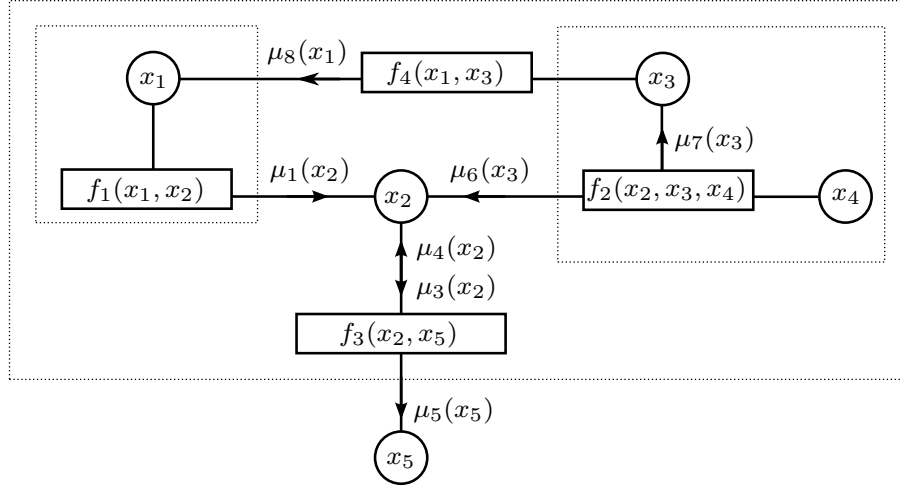 μ₈(x₁)
x₁
f₄(x₁, x₃)
x₃
μ₇(x₃)
f₁(x₁, x₂)
μ₁(x₂)
x₂
μ₆(x₃)
f₂(x₂, x₃, x₄)
x₄
μ₄(x₂)
μ₃(x₂)
f₃(x₂, x₅)
μ₅(x₅)
x₅